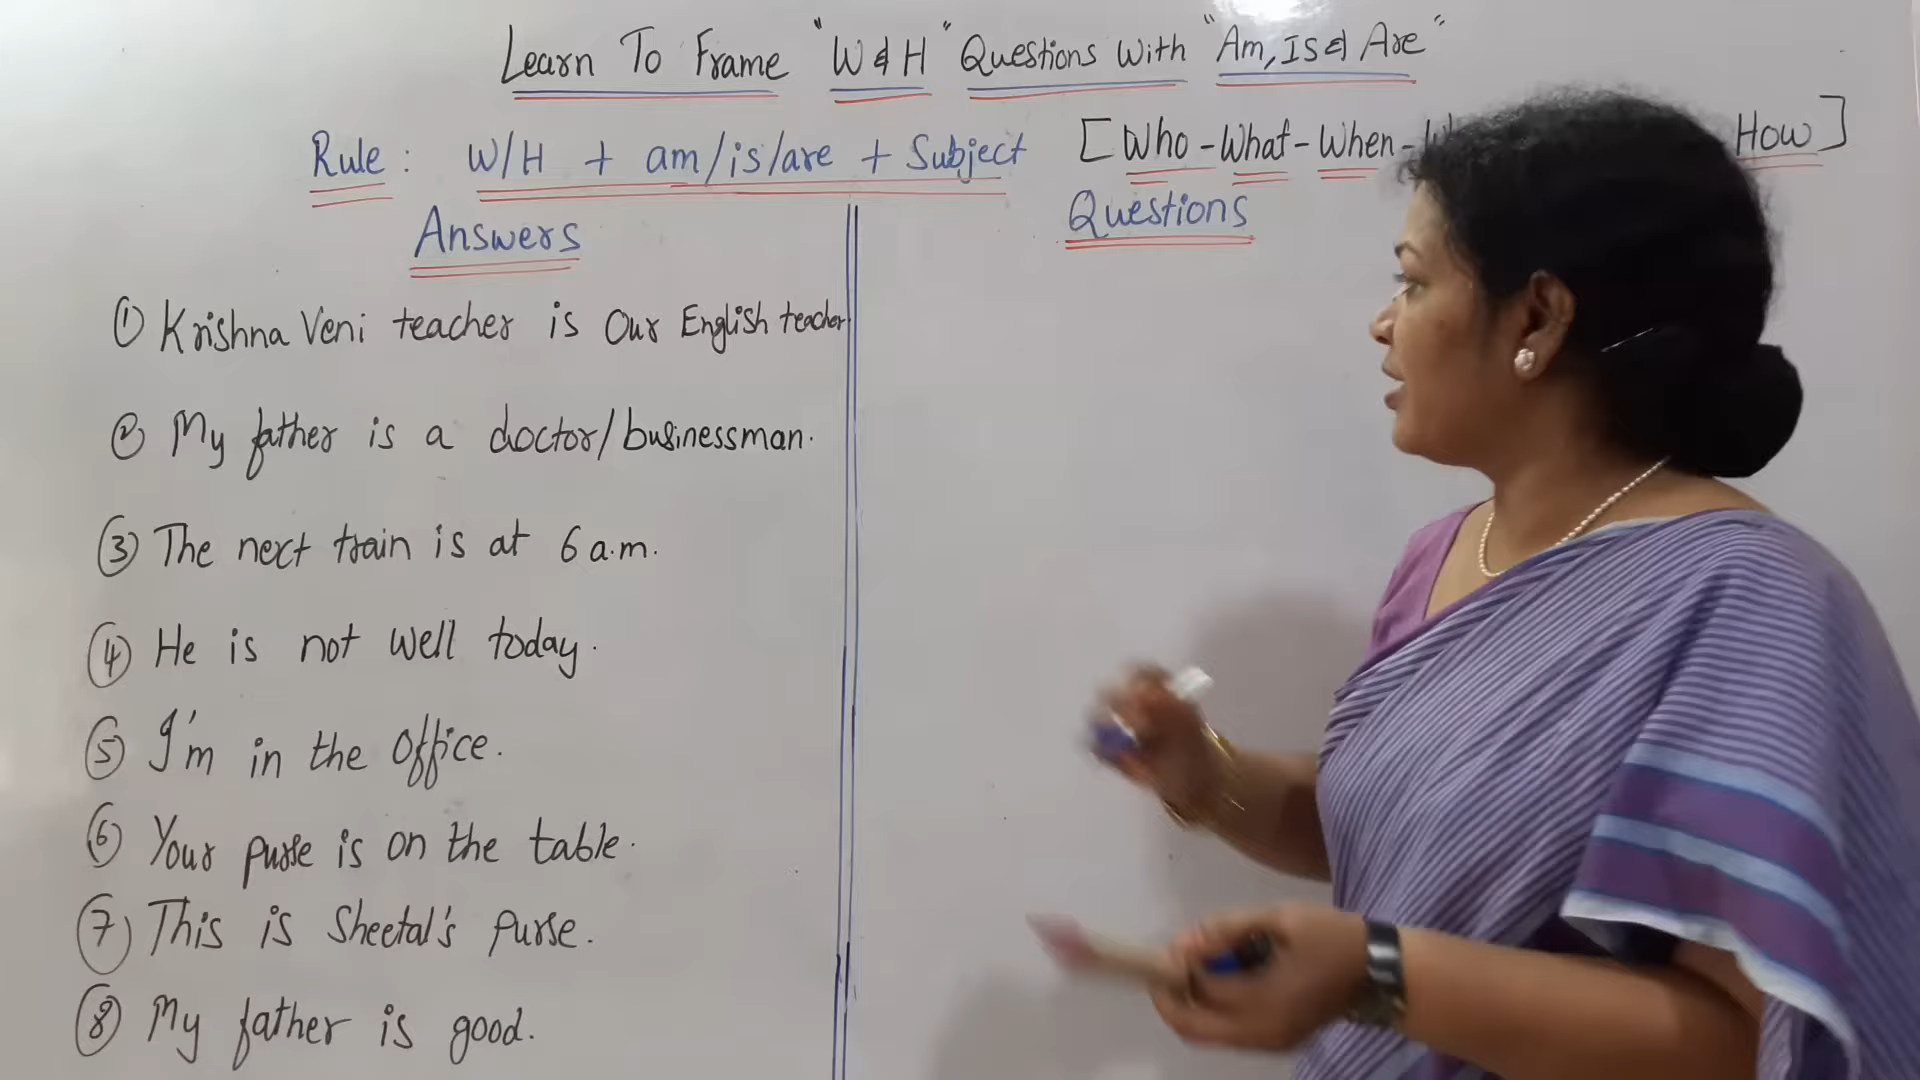 Learn To Frame "W & H" Questions With "Am, Is & Are"
Rule : W/H + am/is/are + Subject [Who - What - When - How]
Answers
Questions
① Krishna Veni teacher is Our English teacher
② My father is a doctor/businessman.
③ The next train is at 6 a.m.
④ He is not well today.
⑤ I'm in the Office.
⑥ Your purse is on the table.
⑦ This is Sheetal's purse.
⑧ My father is good.